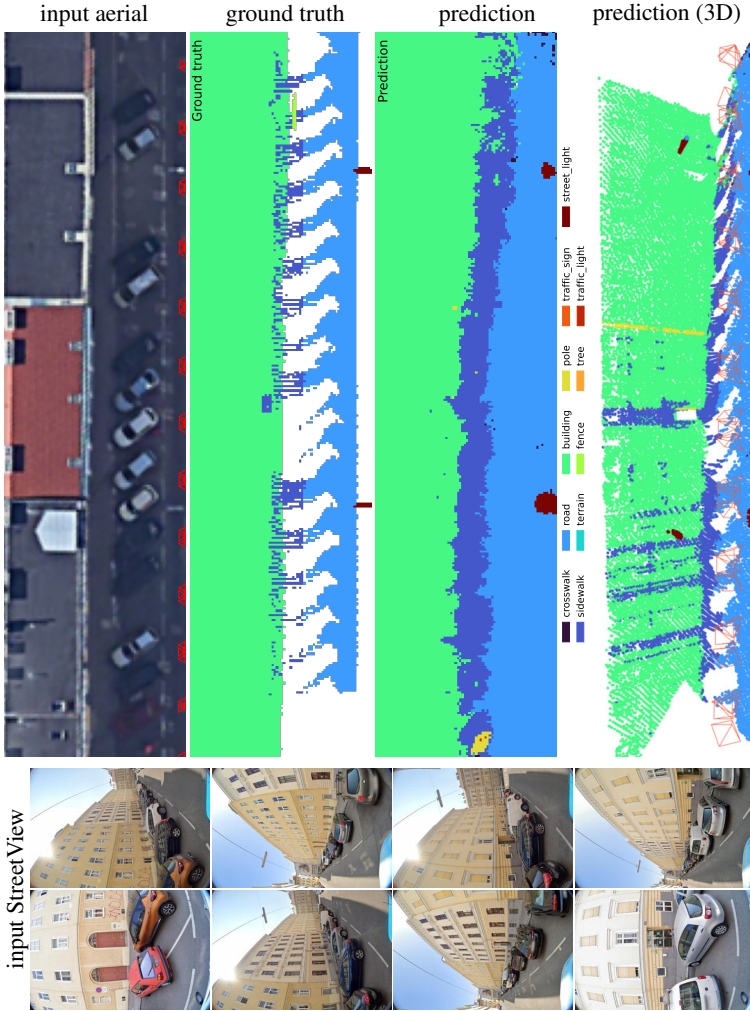 input aerial
ground truth
prediction
prediction (3D)
Ground truth
Prediction
crosswalk
sidewalk
road
terrain
building
fence
pole
tree
traffic_sign
traffic_light
street_light
input StreetView